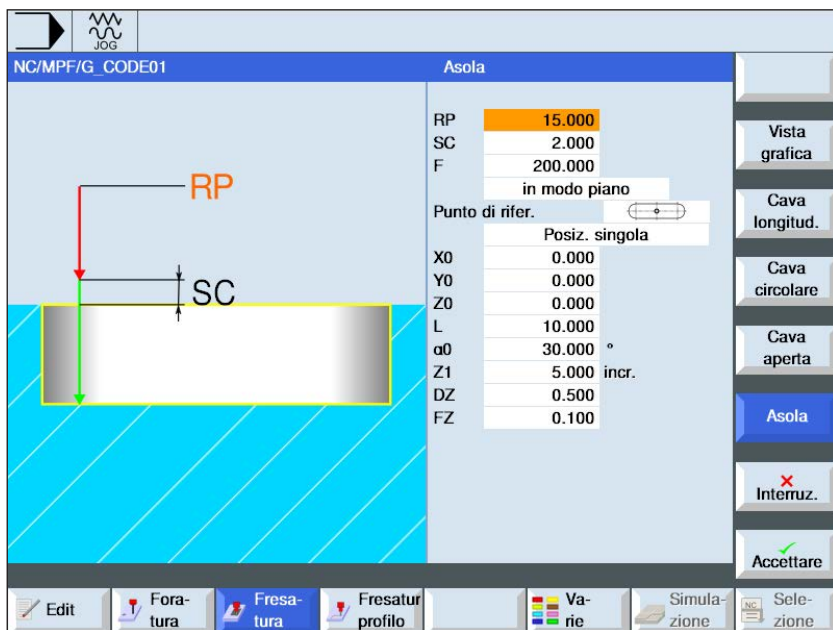 JOG
NC/MPF/G_CODE01
Asola
RP
SC
RP 15.000
SC 2.000
F 200.000
in modo piano
Punto di rifer.
Posiz. singola
X0 0.000
Y0 0.000
Z0 0.000
L 10.000
α0 30.000 °
Z1 5.000 incr.
DZ 0.500
FZ 0.100
Vista
grafica
Cava
longitud.
Cava
circolare
Cava
aperta
Asola
Interruz.
Accettare
Edit
Fora-
tura
Fresa-
tura
Fresatur
profilo
Va-
rie
Simula-
zione
NC
Sele-
zione